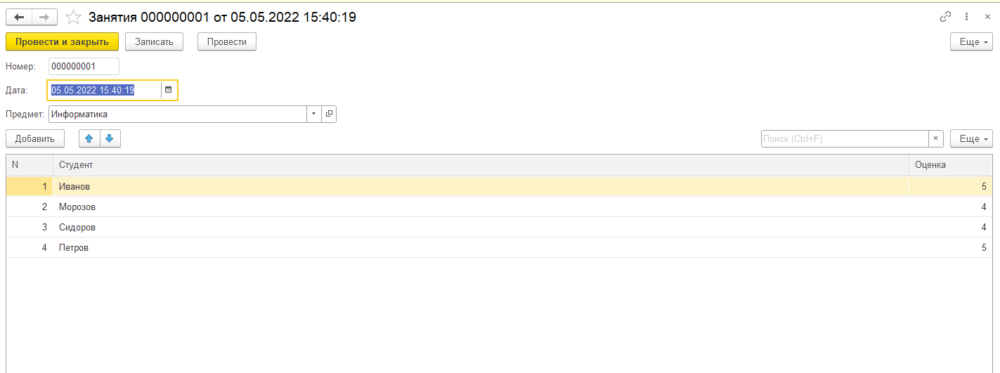 Занятия 000000001 от 05.05.2022 15:40:19
Провести и закрыть Записать Провести Еще
Номер: 000000001
Дата: 05.05.2022 15:40:19
Предмет: Информатика
Добавить Поиск (Ctrl+F) × Еще
N Студент Оценка
1 Иванов 5
2 Морозов 4
3 Сидоров 4
4 Петров 5